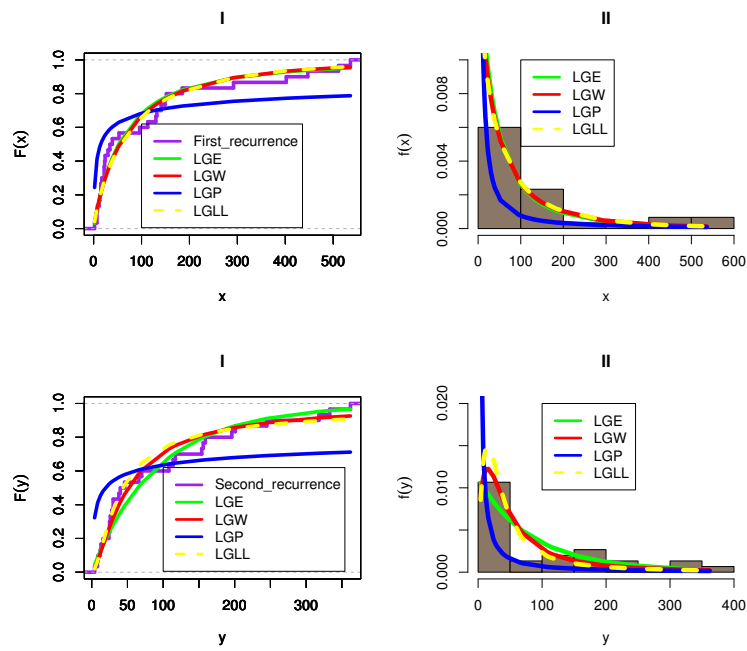 I
F(x)
0.0 0.2 0.4 0.6 0.8 1.0
First_recurrence
LGE
LGW
LGP
LGLL
0 100 200 300 400 500
x
II
f(x)
0.000 0.004 0.008
LGE
LGW
LGP
LGLL
0 100 200 300 400 500 600
x
I
F(y)
0.0 0.2 0.4 0.6 0.8 1.0
Second_recurrence
LGE
LGW
LGP
LGLL
0 50 100 200 300
y
II
f(y)
0.000 0.010 0.020
LGE
LGW
LGP
LGLL
0 100 200 300 400
y